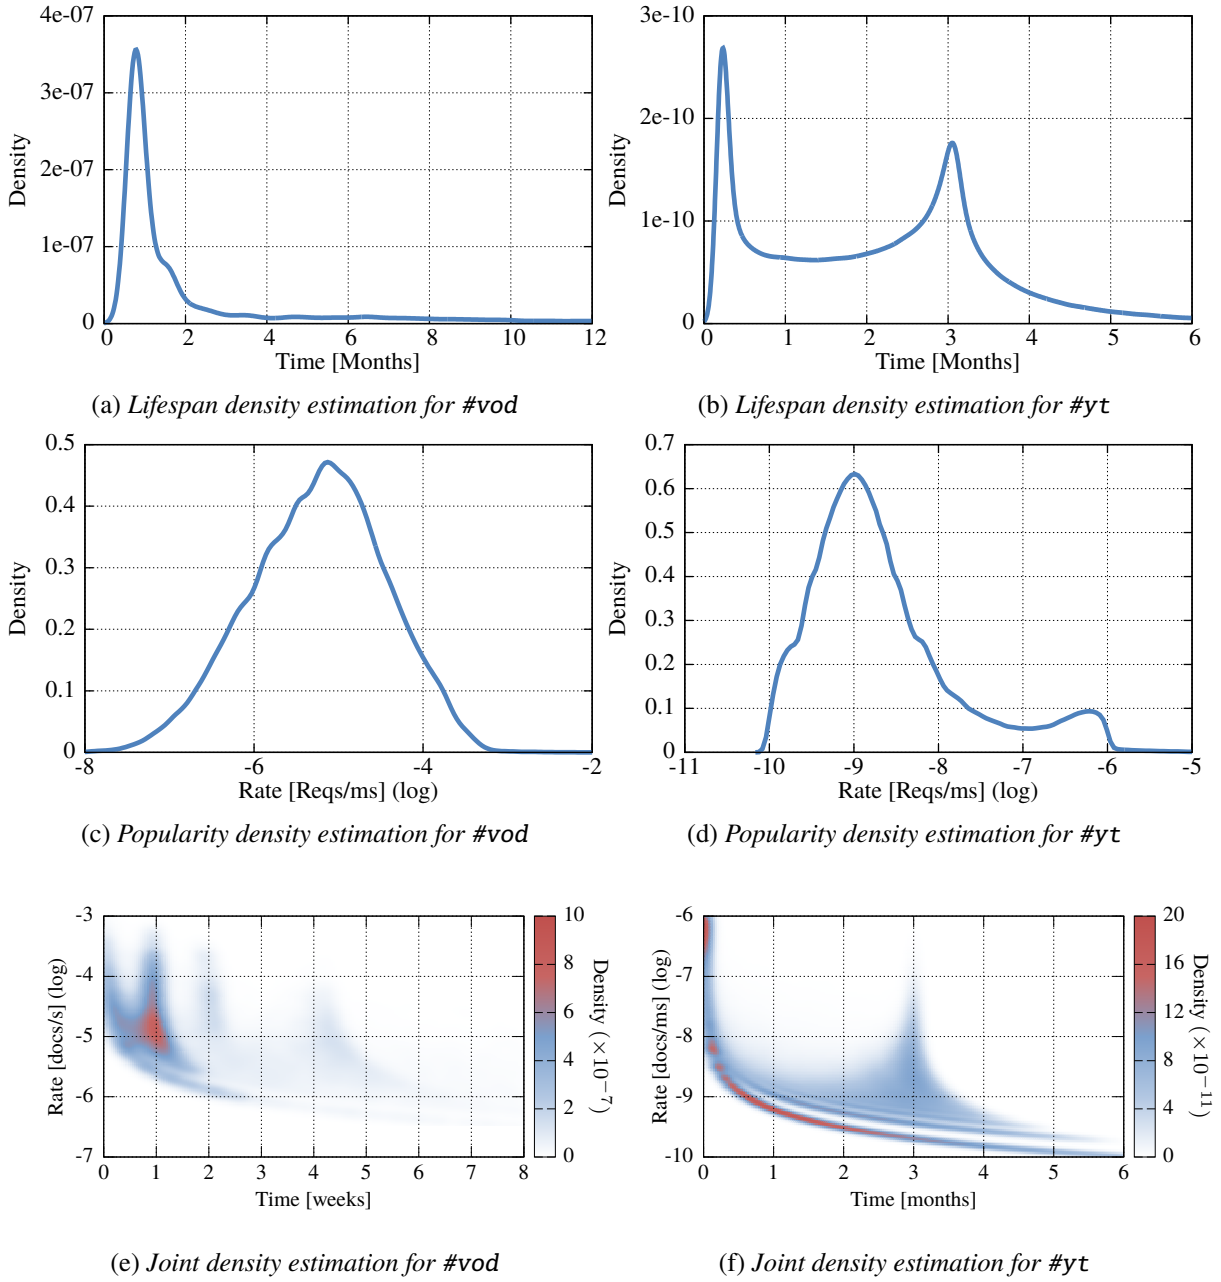 4e-07
3e-07
2e-07
1e-07
0
Density
0 2 4 6 8 10 12
Time [Months]
(a) Lifespan density estimation for #vod
3e-10
2e-10
1e-10
0
Density
0 1 2 3 4 5 6
Time [Months]
(b) Lifespan density estimation for #yt
0.5
0.4
0.3
0.2
0.1
0
Density
-8 -6 -4 -2
Rate [Reqs/ms] (log)
(c) Popularity density estimation for #vod
0.7
0.6
0.5
0.4
0.3
0.2
0.1
0
Density
-11 -10 -9 -8 -7 -6 -5
Rate [Reqs/ms] (log)
(d) Popularity density estimation for #yt
-3
-4
-5
-6
-7
Rate [docs/s] (log)
0 1 2 3 4 5 6 7 8
Time [weeks]
10
8
6
4
2
0
Density (×10⁻⁷)
(e) Joint density estimation for #vod
-6
-7
-8
-9
-10
Rate [docs/ms] (log)
0 1 2 3 4 5 6
Time [months]
20
16
12
8
4
0
Density (×10⁻¹¹)
(f) Joint density estimation for #yt